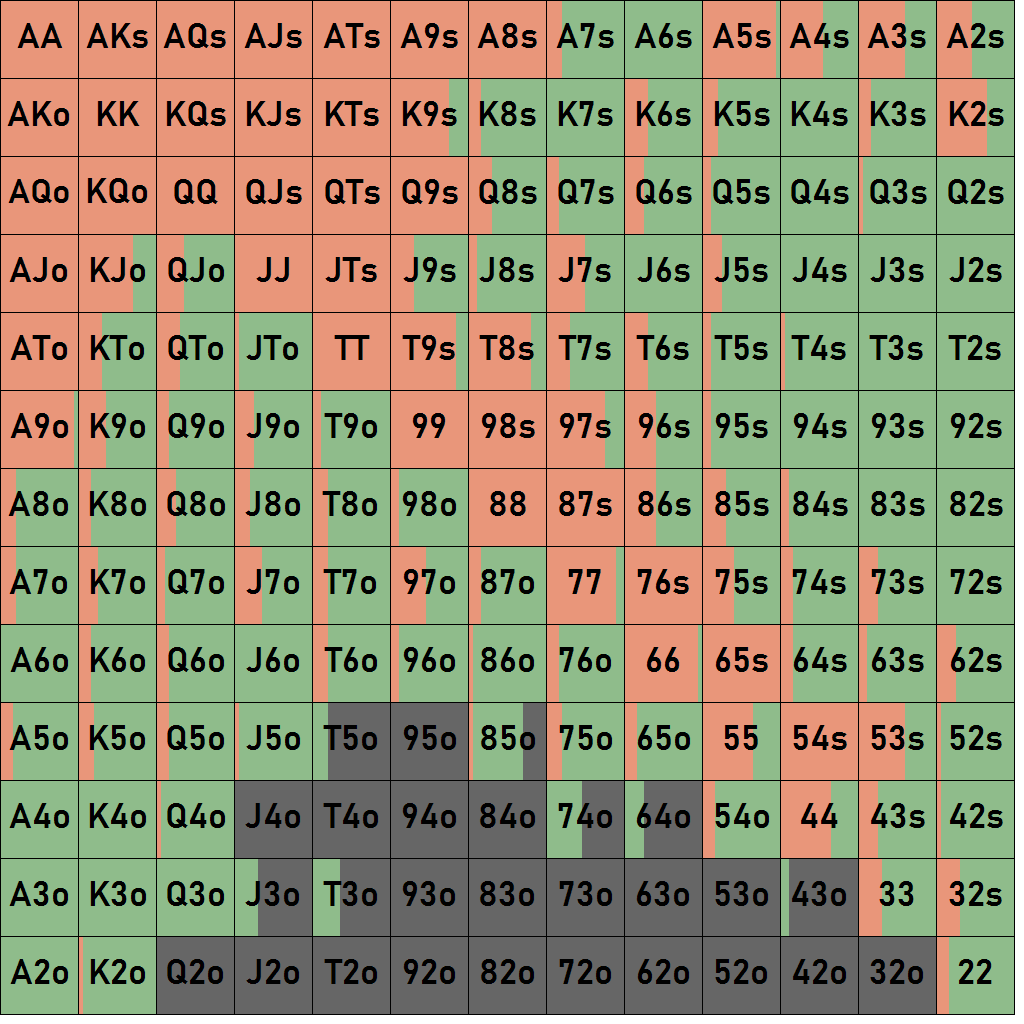 AA AKs AQs AJs ATs A9s A8s A7s A6s A5s A4s A3s A2s
AKo KK KQs KJs KTs K9s K8s K7s K6s K5s K4s K3s K2s
AQo KQo QQ QJs QTs Q9s Q8s Q7s Q6s Q5s Q4s Q3s Q2s
AJo KJo QJo JJ JTs J9s J8s J7s J6s J5s J4s J3s J2s
ATo KTo QTo JTo TT T9s T8s T7s T6s T5s T4s T3s T2s
A9o K9o Q9o J9o T9o 99 98s 97s 96s 95s 94s 93s 92s
A8o K8o Q8o J8o T8o 98o 88 87s 86s 85s 84s 83s 82s
A7o K7o Q7o J7o T7o 97o 87o 77 76s 75s 74s 73s 72s
A6o K6o Q6o J6o T6o 96o 86o 76o 66 65s 64s 63s 62s
A5o K5o Q5o J5o T5o 95o 85o 75o 65o 55 54s 53s 52s
A4o K4o Q4o J4o T4o 94o 84o 74o 64o 54o 44 43s 42s
A3o K3o Q3o J3o T3o 93o 83o 73o 63o 53o 43o 33 32s
A2o K2o Q2o J2o T2o 92o 82o 72o 62o 52o 42o 32o 22